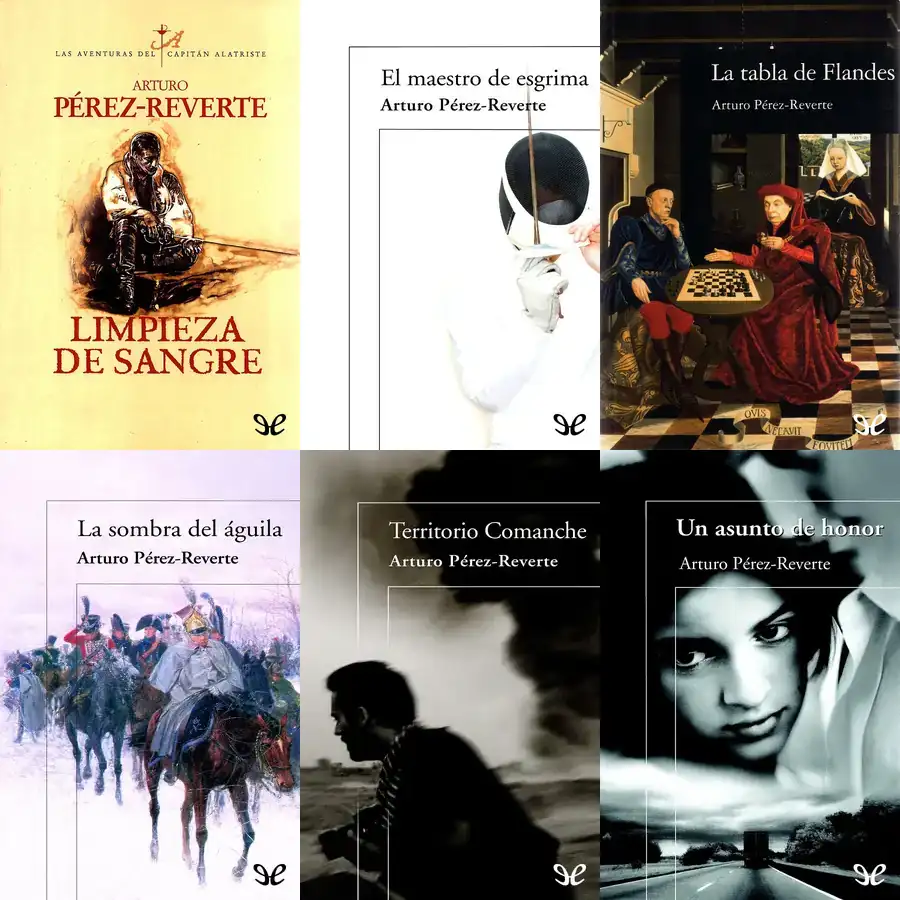 LAS AVENTURAS DEL CAPITÁN ALATRISTE
ARTURO
PÉREZ-REVERTE
LIMPIEZA
DE SANGRE
El maestro de esgrima
Arturo Pérez-Reverte
La tabla de Flandes
Arturo Pérez-Reverte
QVIS
NECAVIT
EQVITEM
La sombra del águila
Arturo Pérez-Reverte
Territorio Comanche
Arturo Pérez-Reverte
Un asunto de honor
Arturo Pérez-Reverte